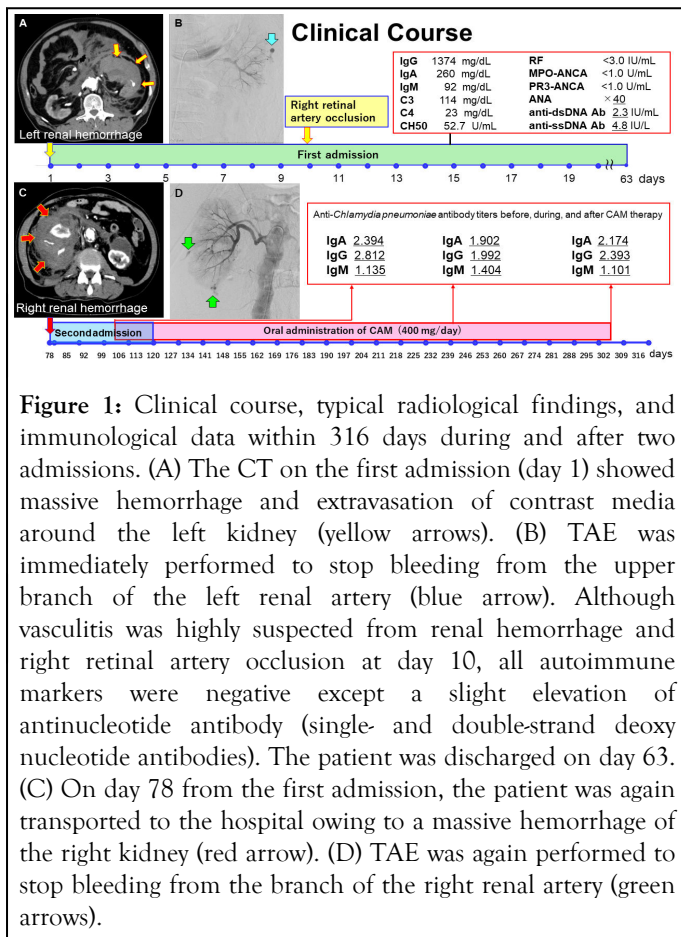 A
B
Clinical Course
IgG 1374 mg/dL RF <3.0 IU/mL
IgA 260 mg/dL MPO-ANCA <1.0 U/mL
IgM 92 mg/dL PR3-ANCA <1.0 U/mL
C3 114 mg/dL ANA ×40
C4 23 mg/dL anti-dsDNA Ab 2.3 IU/mL
CH50 52.7 U/mL anti-ssDNA Ab 4.8 IU/L
Right retinal
artery occlusion
Left renal hemorrhage
First admission
1 3 5 7 9 11 13 15 17 19 63 days
C
D
Anti-Chlamydia pneumoniae antibody titers before, during, and after CAM therapy
IgA 2.394 IgA 1.902 IgA 2.174
IgG 2.812 IgG 1.992 IgG 2.393
IgM 1.135 IgM 1.404 IgM 1.101
Right renal hemorrhage
Second admission Oral administration of CAM (400 mg/day)
78 85 92 99 106 113 120 127 134 141 148 155 162 169 176 183 190 197 204 211 218 225 232 239 246 253 260 267 274 281 288 295 302 309 316 days
Figure 1: Clinical course, typical radiological findings, and
immunological data within 316 days during and after two
admissions. (A) The CT on the first admission (day 1) showed
massive hemorrhage and extravasation of contrast media
around the left kidney (yellow arrows). (B) TAE was
immediately performed to stop bleeding from the upper
branch of the left renal artery (blue arrow). Although
vasculitis was highly suspected from renal hemorrhage and
right retinal artery occlusion at day 10, all autoimmune
markers were negative except a slight elevation of
antinucleotide antibody (single- and double-strand deoxy
nucleotide antibodies). The patient was discharged on day 63.
(C) On day 78 from the first admission, the patient was again
transported to the hospital owing to a massive hemorrhage of
the right kidney (red arrow). (D) TAE was again performed to
stop bleeding from the branch of the right renal artery (green
arrows).